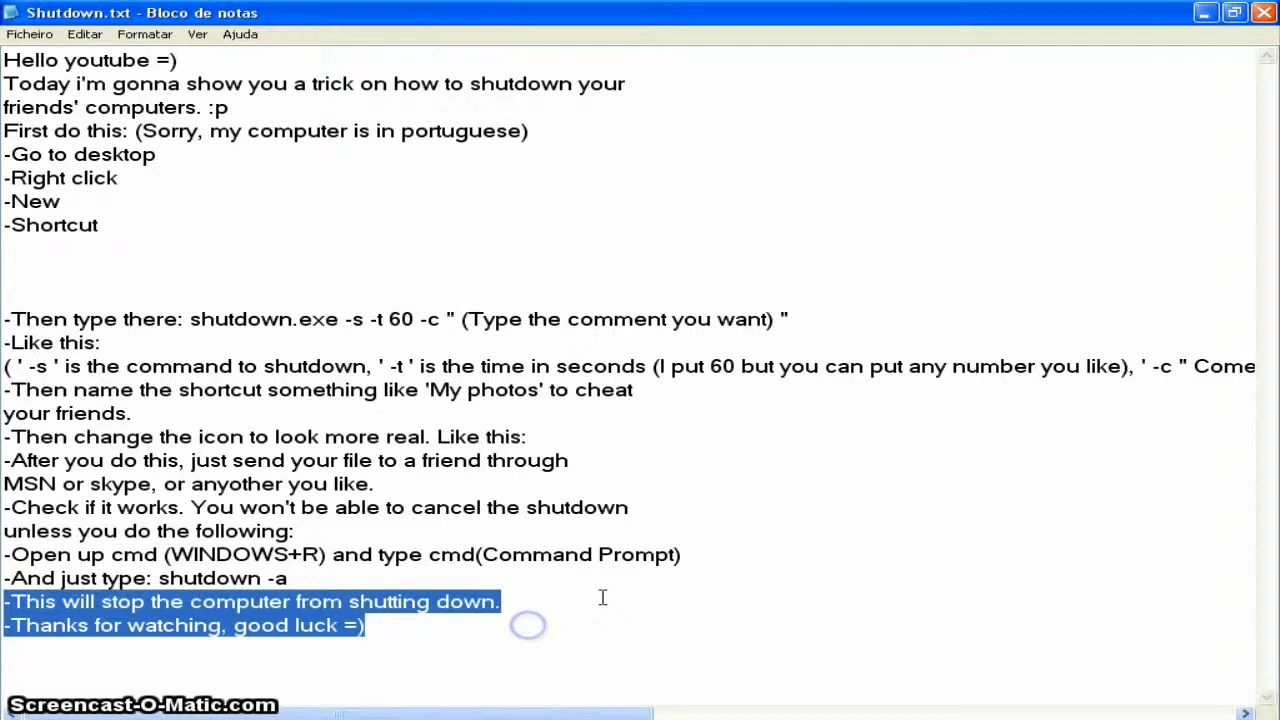 Shutdown.txt - Bloco de notas
Ficheiro Editar Formatar Ver Ajuda
Hello youtube =)
Today i'm gonna show you a trick on how to shutdown your
friends' computers. :p
First do this: (Sorry, my computer is in portuguese)
-Go to desktop
-Right click
-New
-Shortcut
-Then type there: shutdown.exe -s -t 60 -c " (Type the comment you want) "
-Like this:
( ' -s ' is the command to shutdown, ' -t ' is the time in seconds (I put 60 but you can put any number you like), ' -c " Come
-Then name the shortcut something like 'My photos' to cheat
your friends.
-Then change the icon to look more real. Like this:
-After you do this, just send your file to a friend through
MSN or skype, or anyother you like.
-Check if it works. You won't be able to cancel the shutdown
unless you do the following:
-Open up cmd (WINDOWS+R) and type cmd(Command Prompt)
-And just type: shutdown -a
-This will stop the computer from shutting down.
-Thanks for watching, good luck =)
Screencast-O-Matic.com